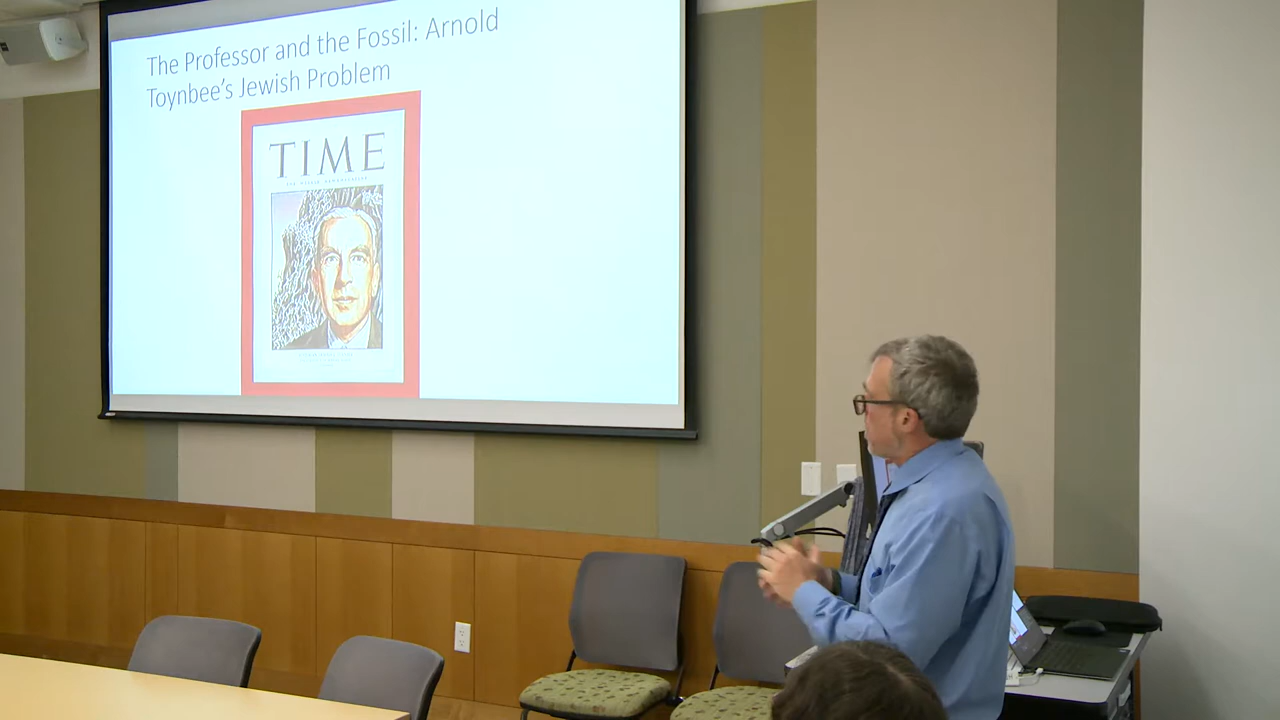 The Professor and the Fossil: Arnold
Toynbee's Jewish Problem
TIME